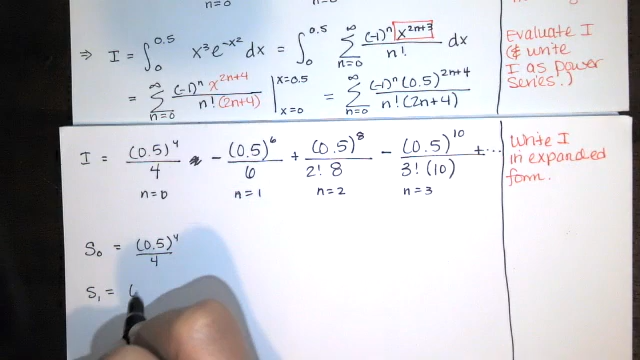 n=0 n=0
⇒ I = ∫_0^0.5 x³e^(-x²) dx = ∫_0^0.5 ∑_(n=0)^∞ (-1)^n x^(2n+3) / n! dx
= ∑_(n=0)^∞ (-1)^n x^(2n+4) / n! (2n+4) |_(x=0)^(x=0.5) = ∑_(n=0)^∞ (-1)^n (0.5)^(2n+4) / n! (2n+4)
Evaluate I
(& write
I as power
series.)
I = (0.5)^4 / 4 - (0.5)^6 / 6 + (0.5)^8 / 2! 8 - (0.5)^10 / 3! (10) + ...
n=0 n=1 n=2 n=3
Write I
in expanded
form.
S₀ = (0.5)^4 / 4
S₁ = (